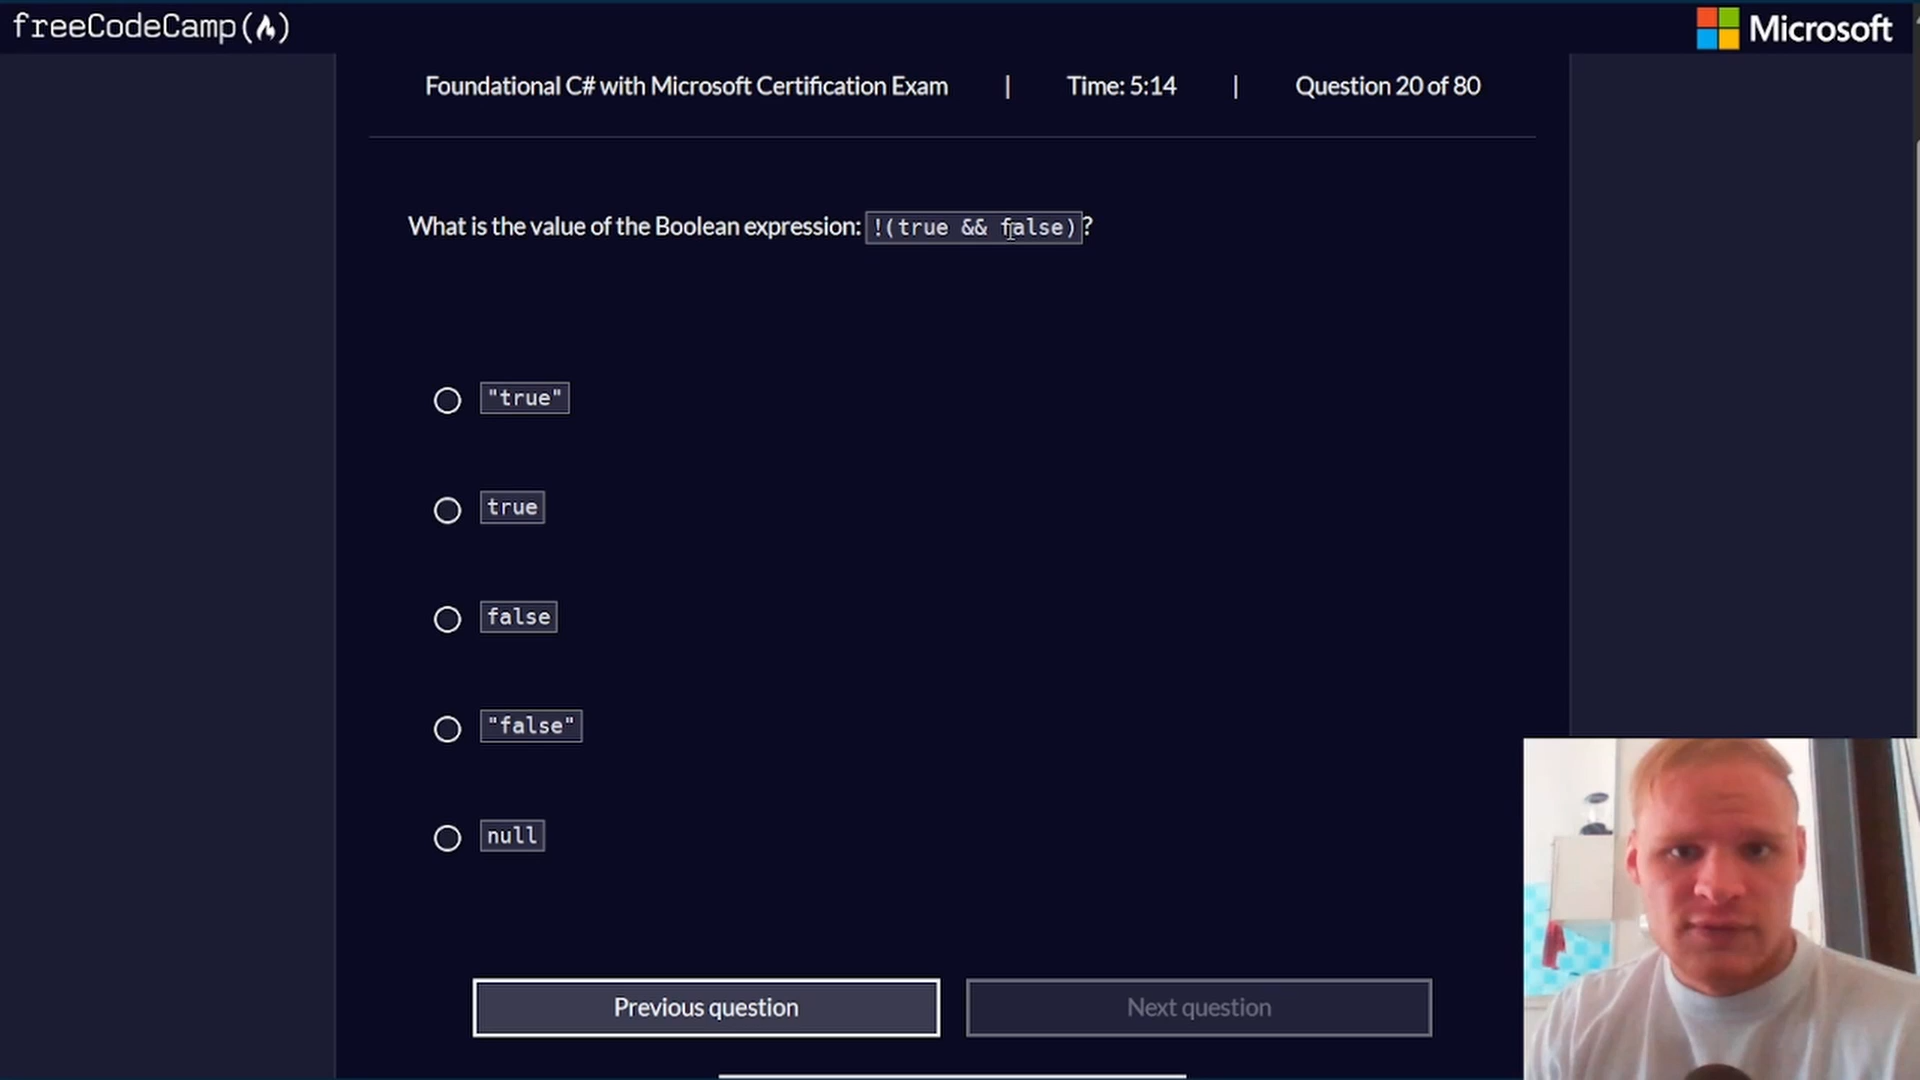 freeCodeCamp
Microsoft
Foundational C# with Microsoft Certification Exam | Time: 5:14 | Question 20 of 80
What is the value of the Boolean expression: !(true && false)?
"true"
true
false
"false"
null
Previous question
Next question